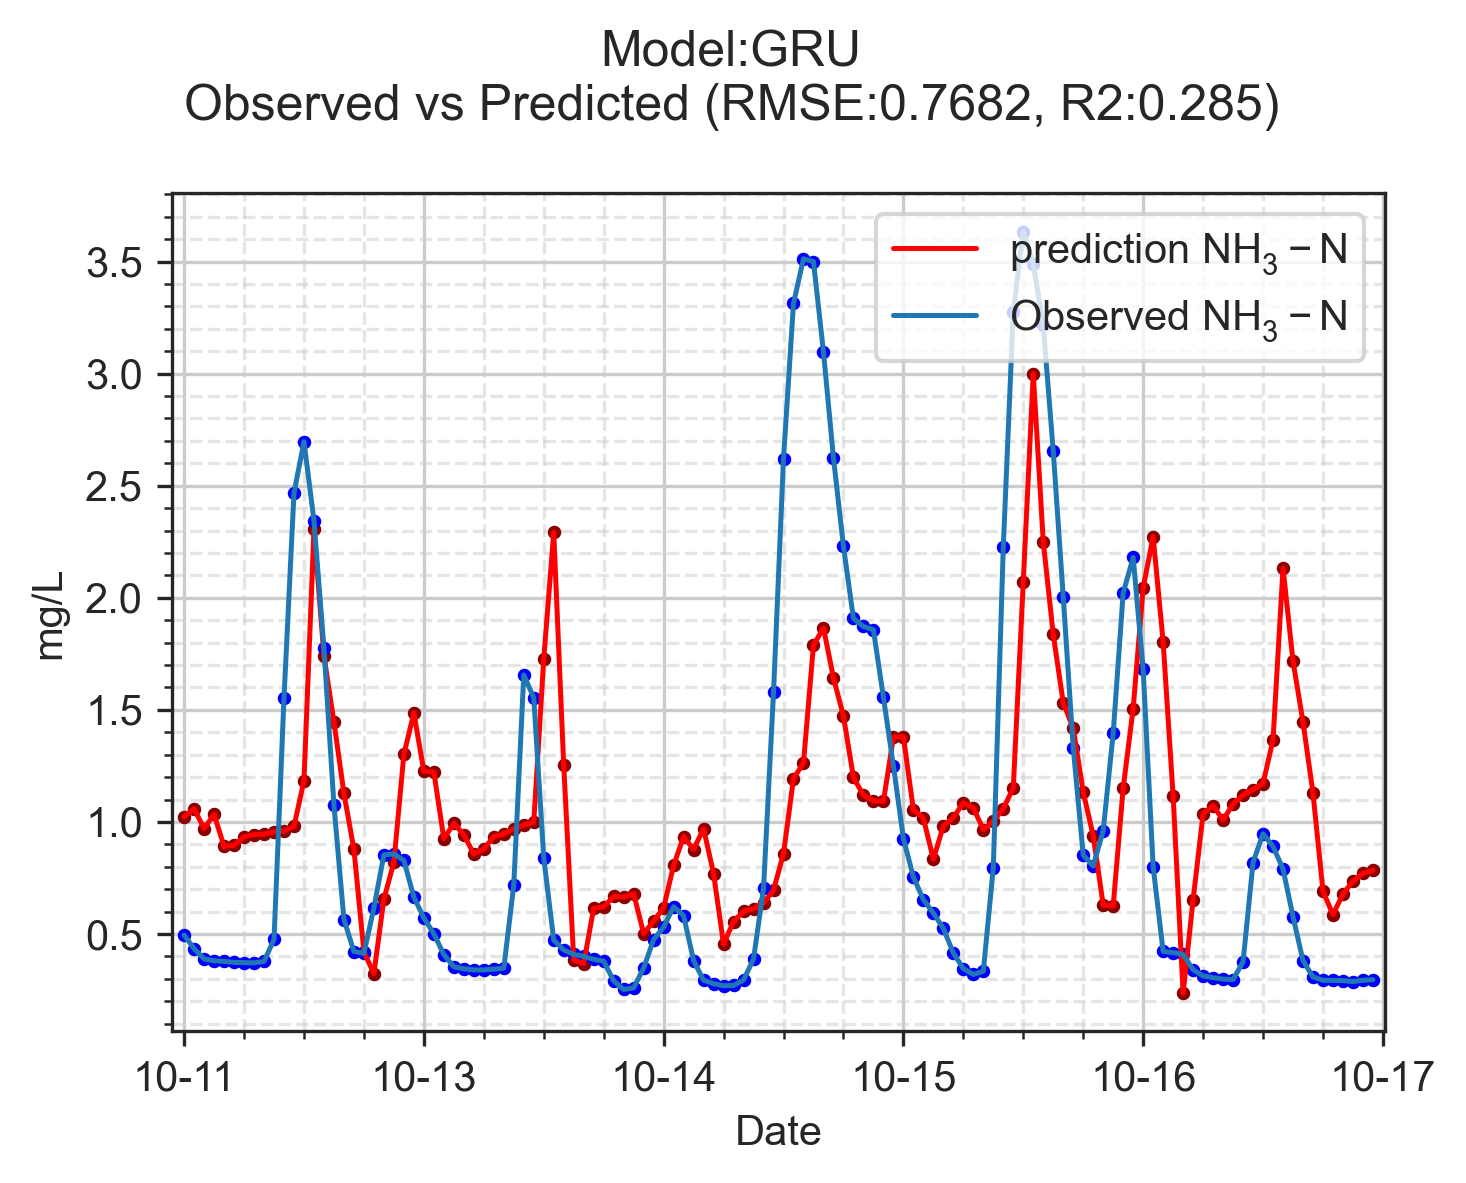 Model:GRU
Observed vs Predicted (RMSE:0.7682, R2:0.285)
prediction NH₃ − N
Observed NH₃ − N
3.5
3.0
2.5
2.0
1.5
1.0
0.5
mg/L
10-11 10-13 10-14 10-15 10-16 10-17
Date